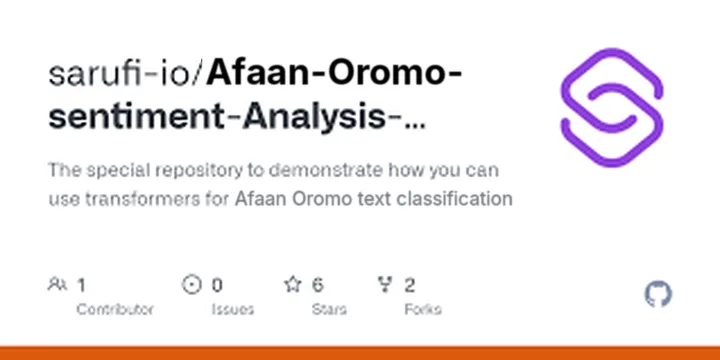 sarufi-io/Afaan-Oromo-
sentiment-Analysis-...
The special repository to demonstrate how you can
use transformers for Afaan Oromo text classification
1 0 6 2
Contributor Issues Stars Forks